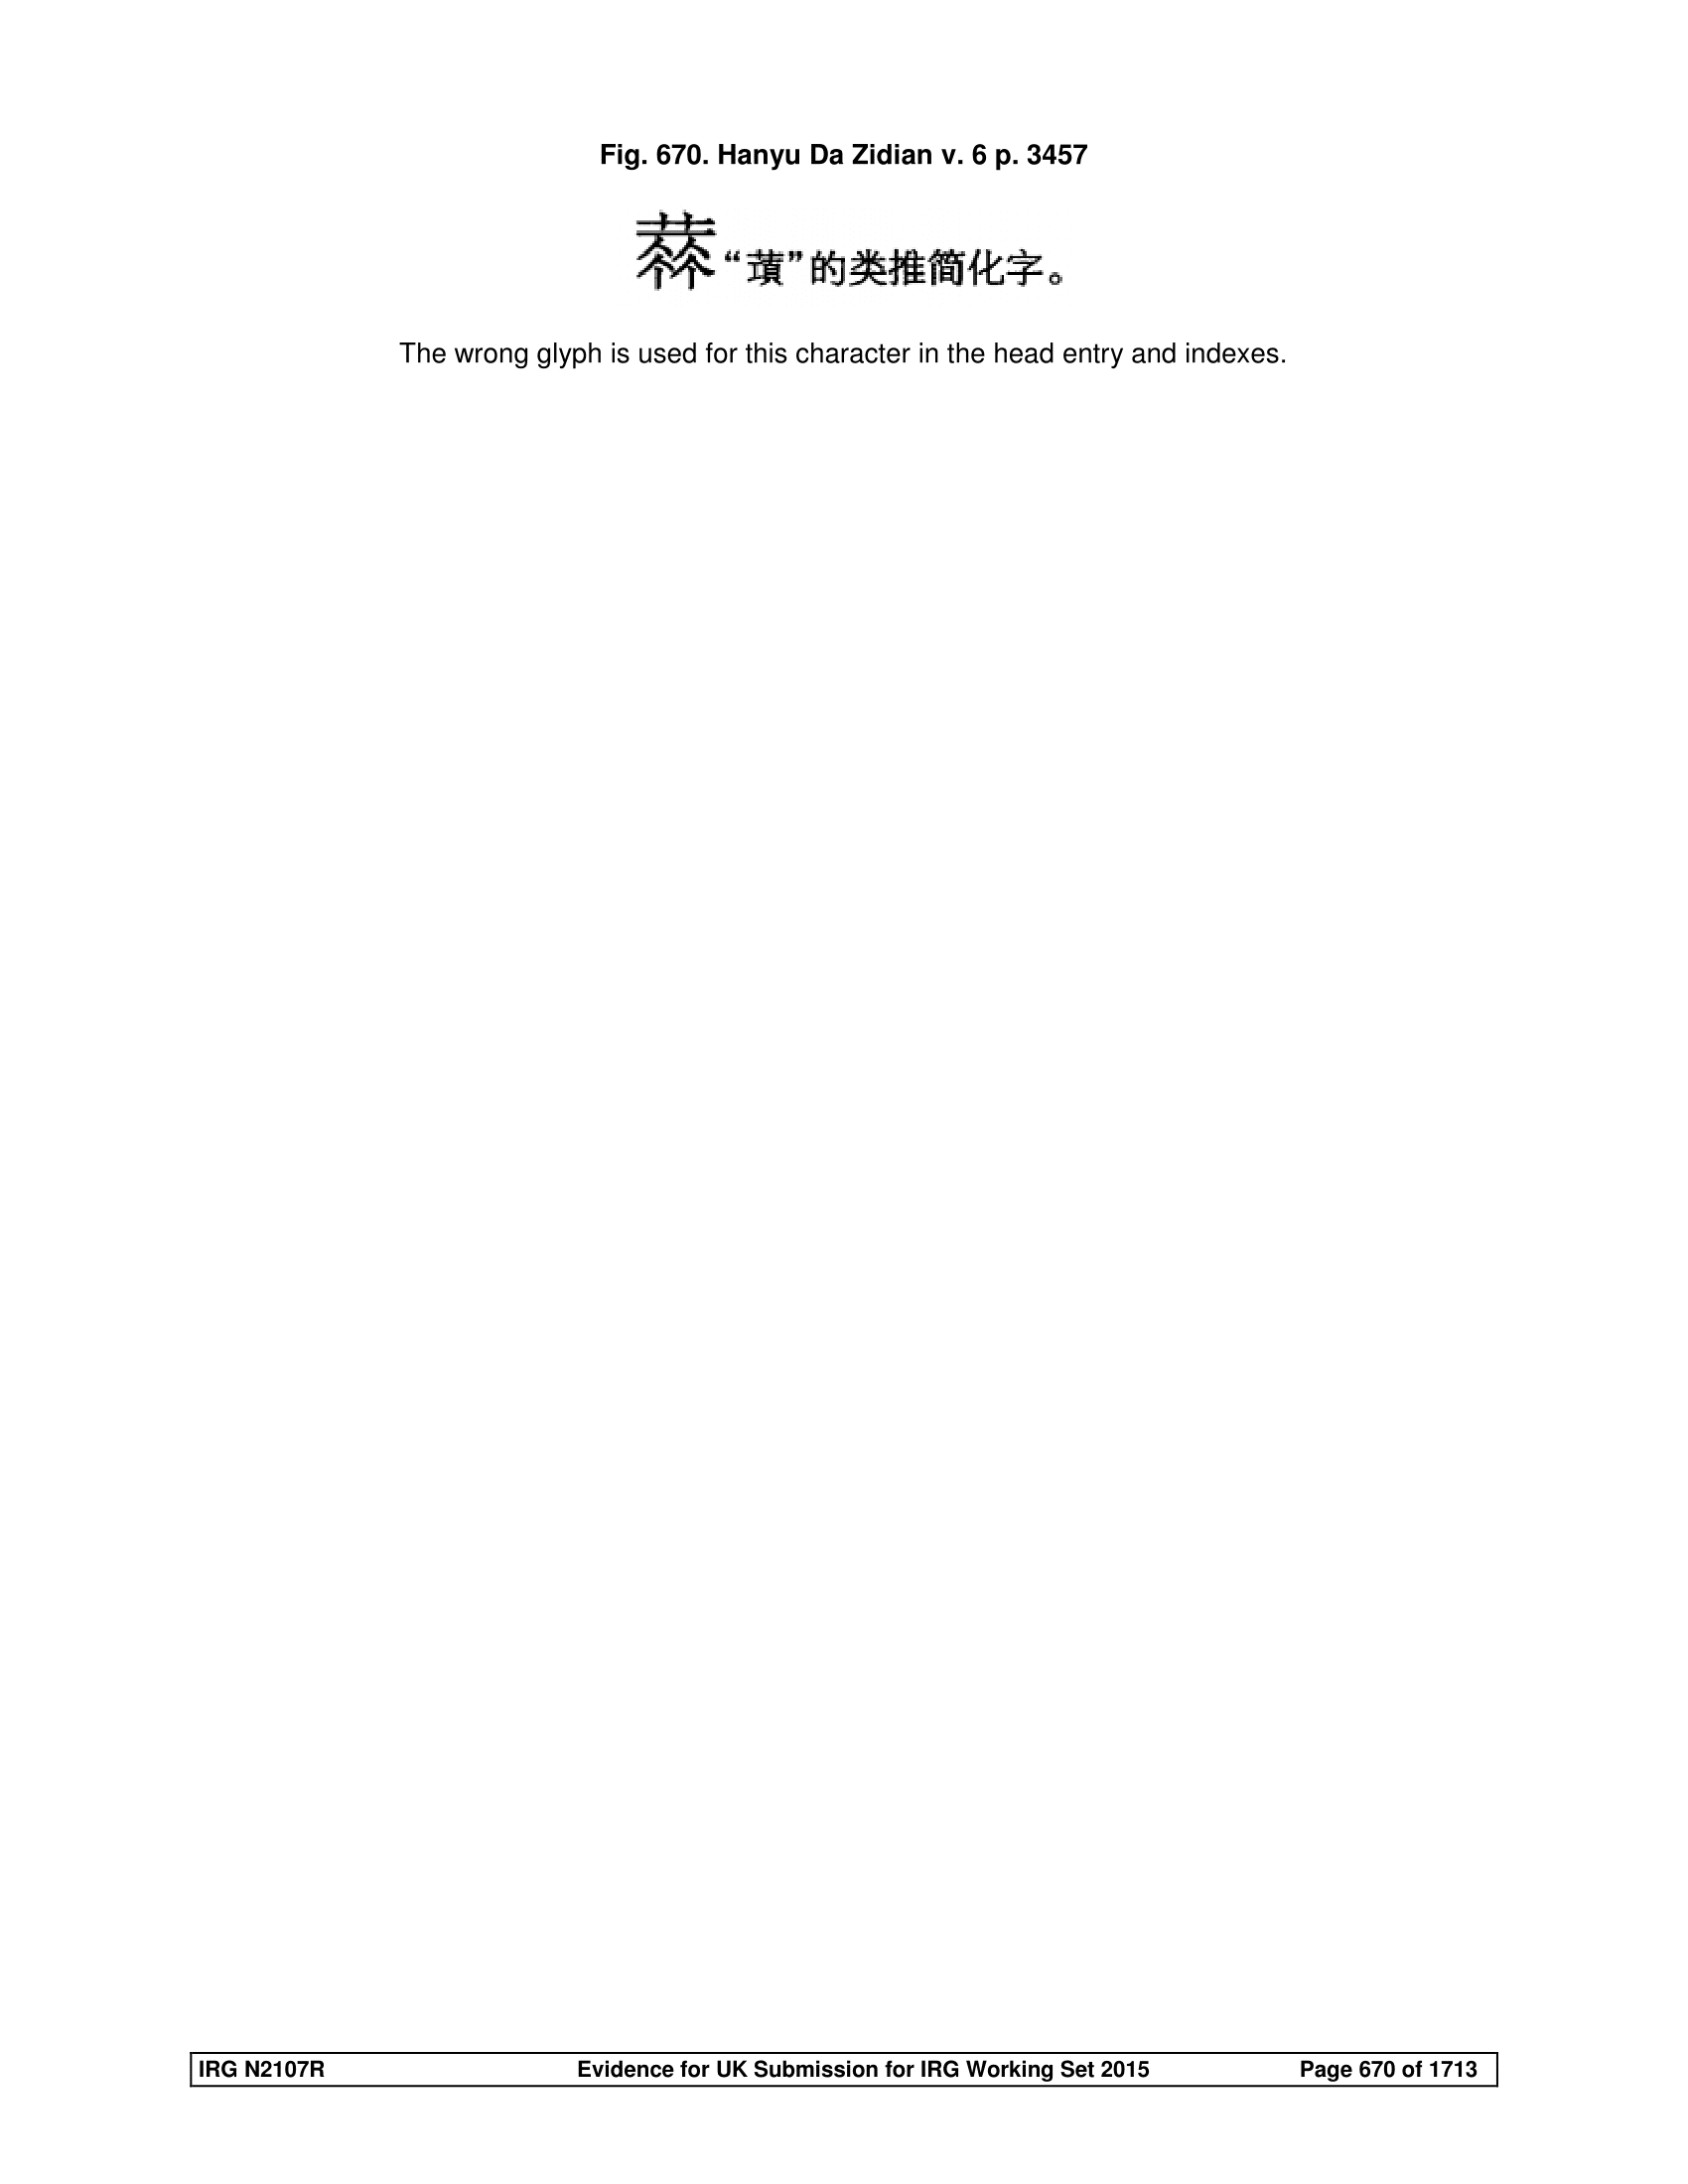 Fig. 670. Hanyu Da Zidian v. 6 p. 3457
“”的类推简化字。
The wrong glyph is used for this character in the head entry and indexes.
IRG N2107R Evidence for UK Submission for IRG Working Set 2015 Page 670 of 1713